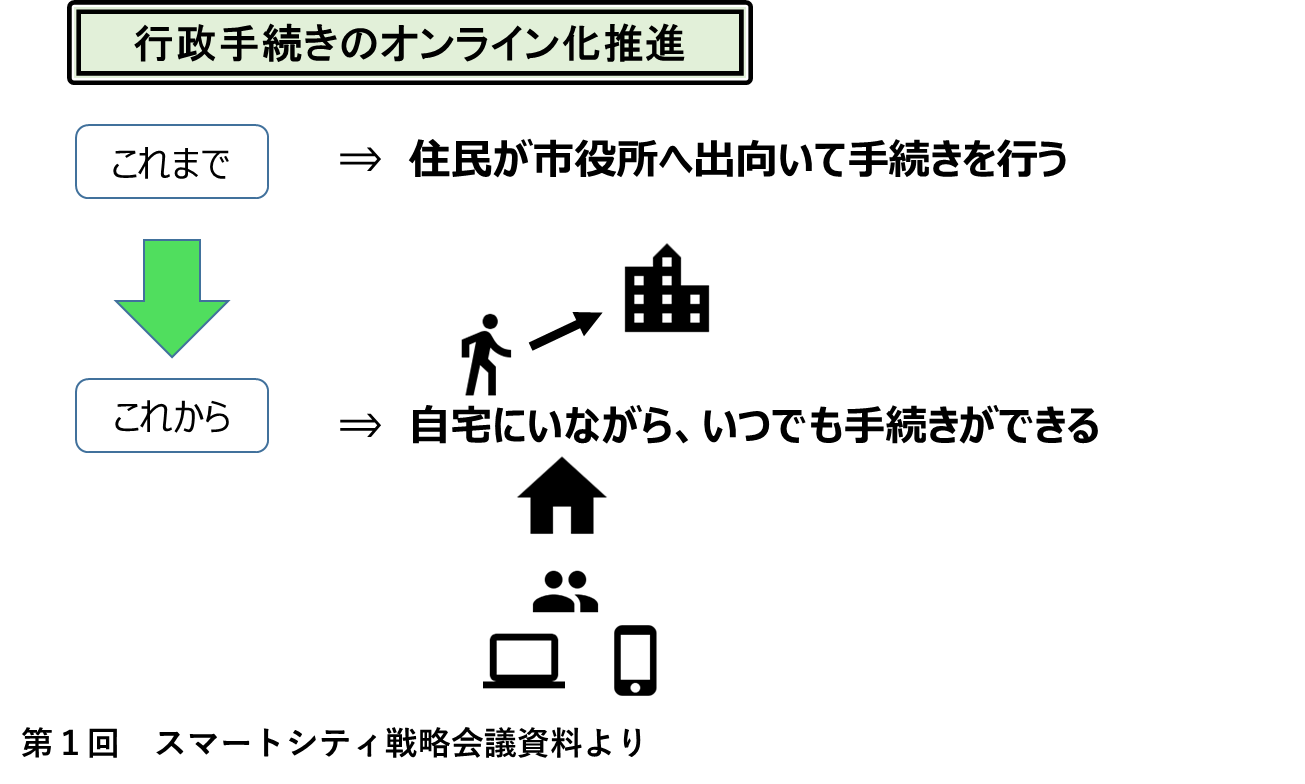 行政手続きのオンライン化推進
これまで ⇒ 住民が市役所へ出向いて手続きを行う
これから ⇒ 自宅にいながら、いつでも手続きができる
第１回　スマートシティ戦略会議資料より